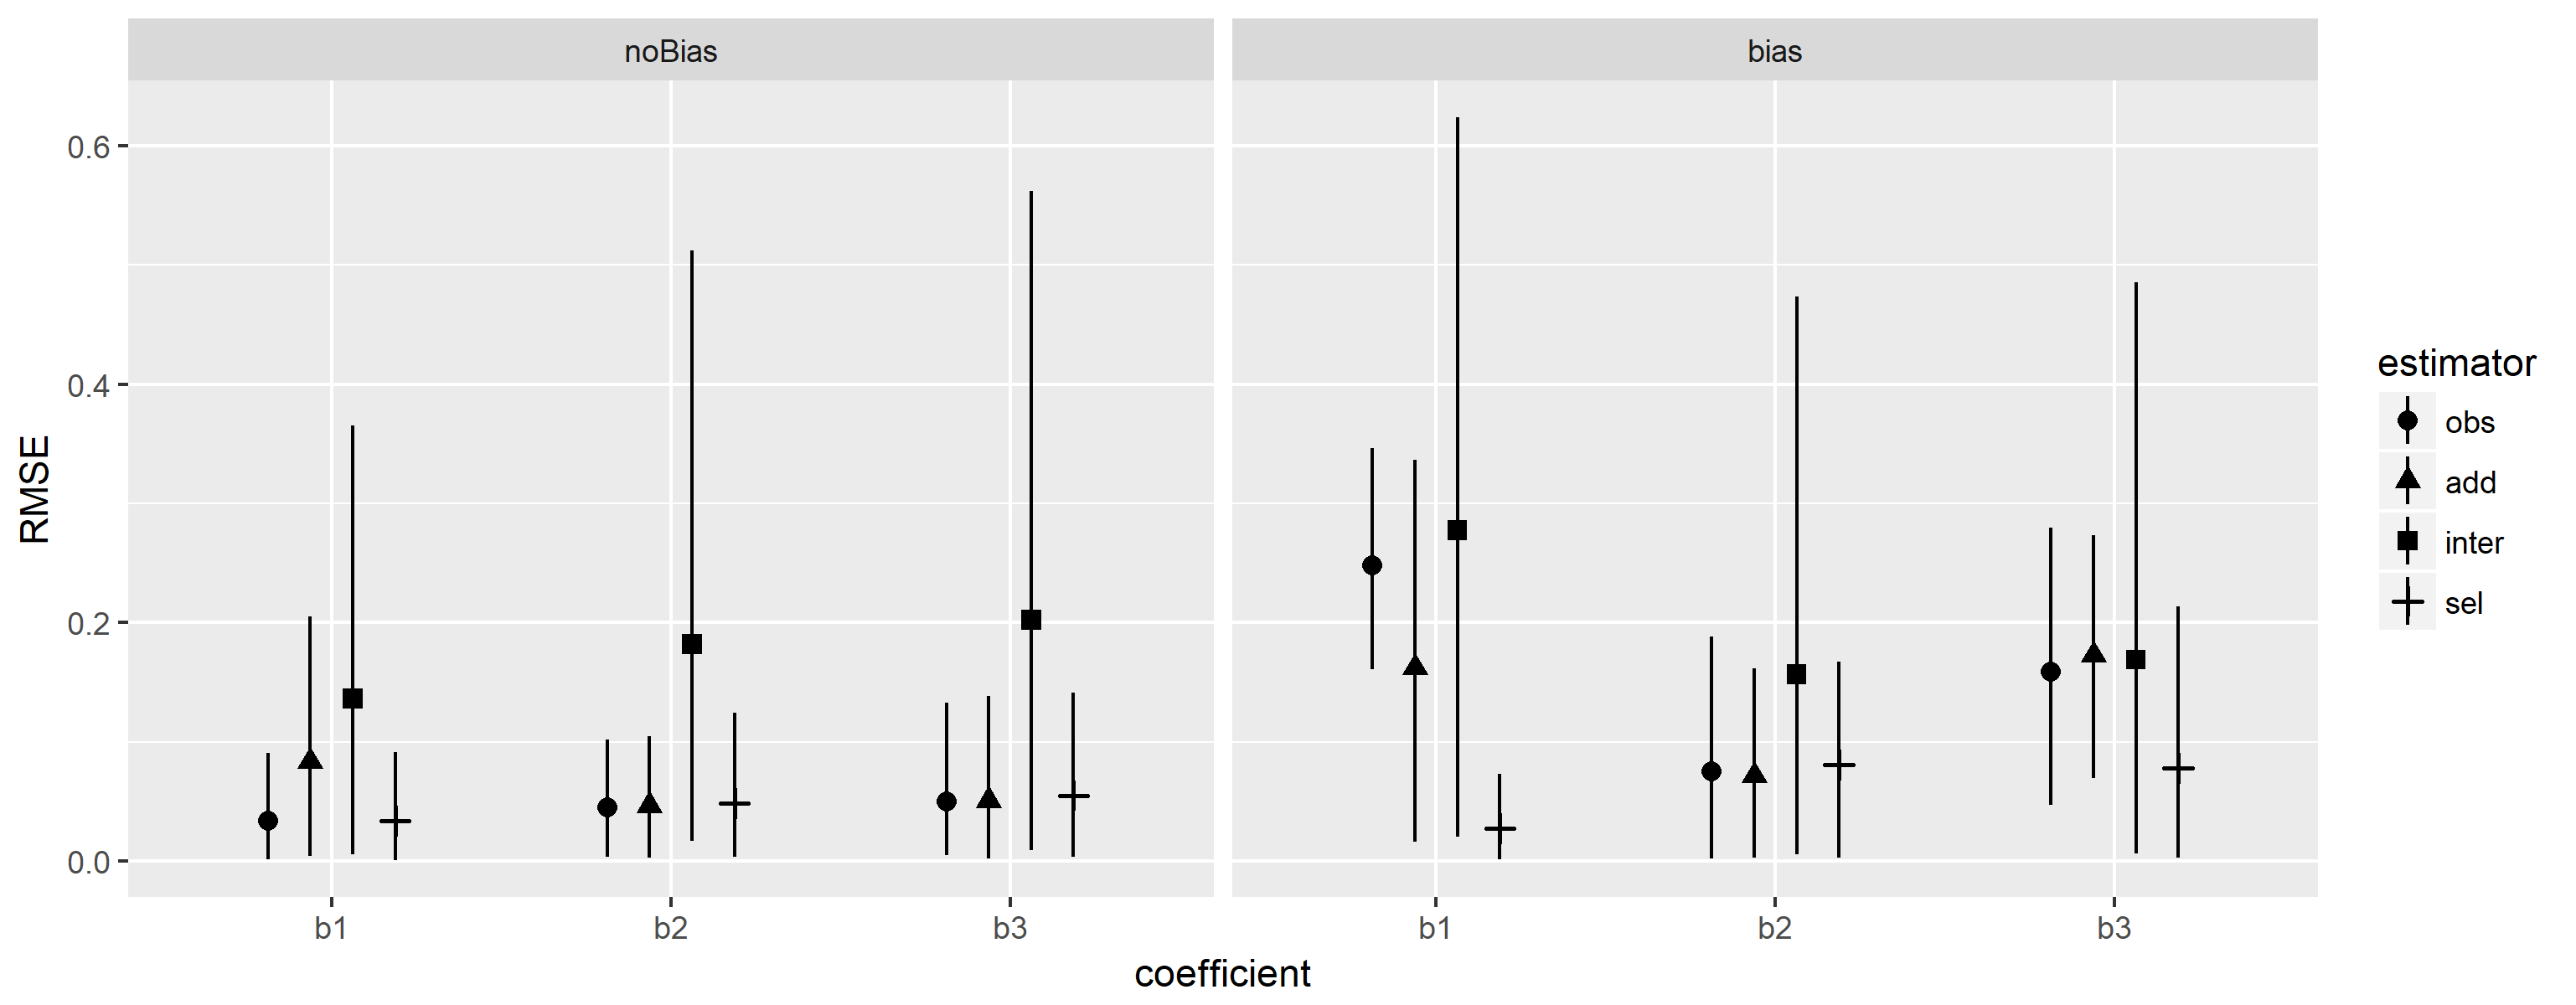 noBias
bias
RMSE
0.6
0.4
0.2
0.0
b1
b2
b3
b1
b2
b3
coefficient
estimator
obs
add
inter
sel